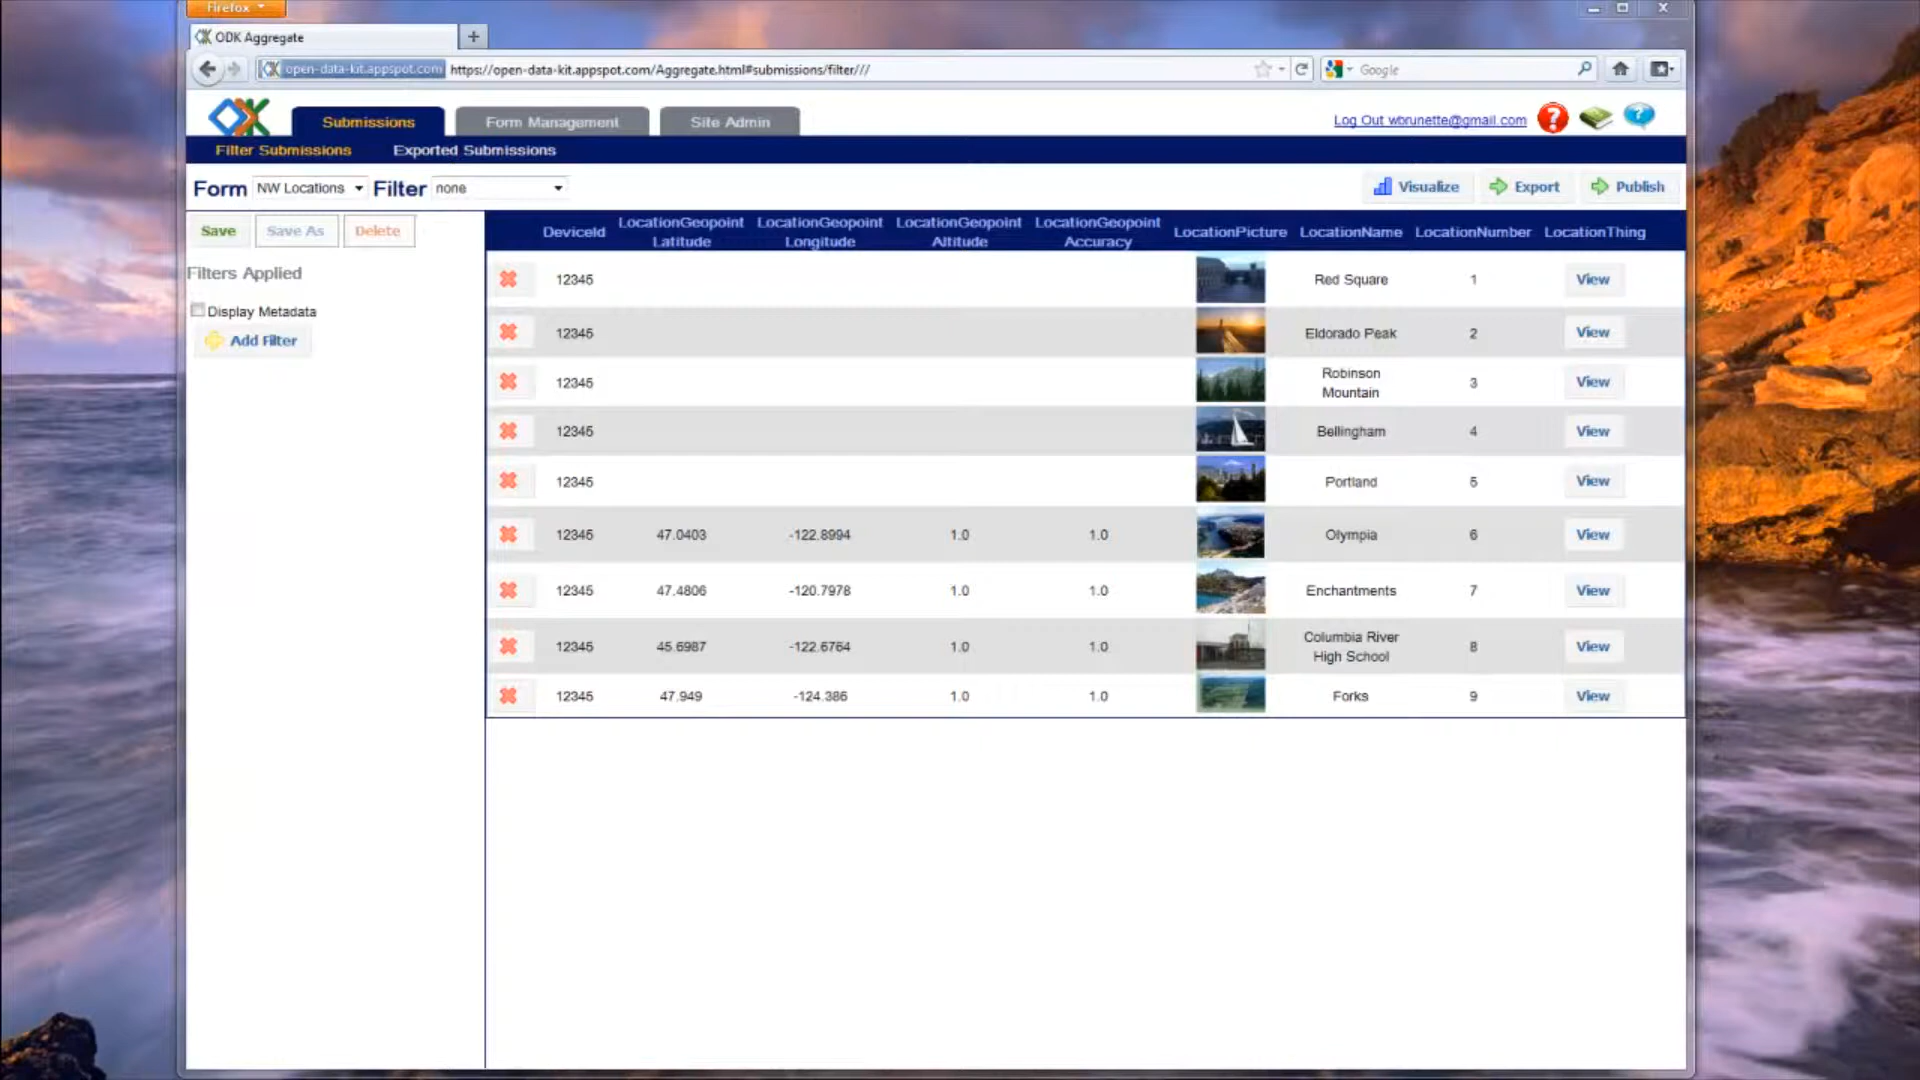 Firefox
ODK Aggregate
+
open-data-kit.appspot.com https://open-data-kit.appspot.com/Aggregate.html#submissions/filter/// Google
Submissions Form Management Site Admin Log Out wbrunette@gmail.com ? ?
Filter Submissions Exported Submissions
Form NW Locations Filter none Visualize Export Publish
Save Save As Delete
Filters Applied
Display Metadata
Add Filter
DeviceId LocationGeopoint Latitude LocationGeopoint Longitude LocationGeopoint Altitude LocationGeopoint Accuracy LocationPicture LocationName LocationNumber LocationThing
12345 Red Square 1 View
12345 Eldorado Peak 2 View
12345 Robinson Mountain 3 View
12345 Bellingham 4 View
12345 Portland 5 View
12345 47.0403 -122.8994 1.0 1.0 Olympia 6 View
12345 47.4806 -120.7978 1.0 1.0 Enchantments 7 View
12345 45.6987 -122.6764 1.0 1.0 Columbia River High School 8 View
12345 47.949 -124.386 1.0 1.0 Forks 9 View